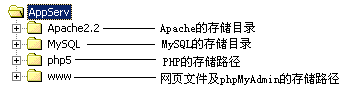 AppServ
Apache2.2 Apache的存储目录
MySQL MySQL的存储目录
php5 PHP的存储路径
www 网页文件及phpMyAdmin的存储路径